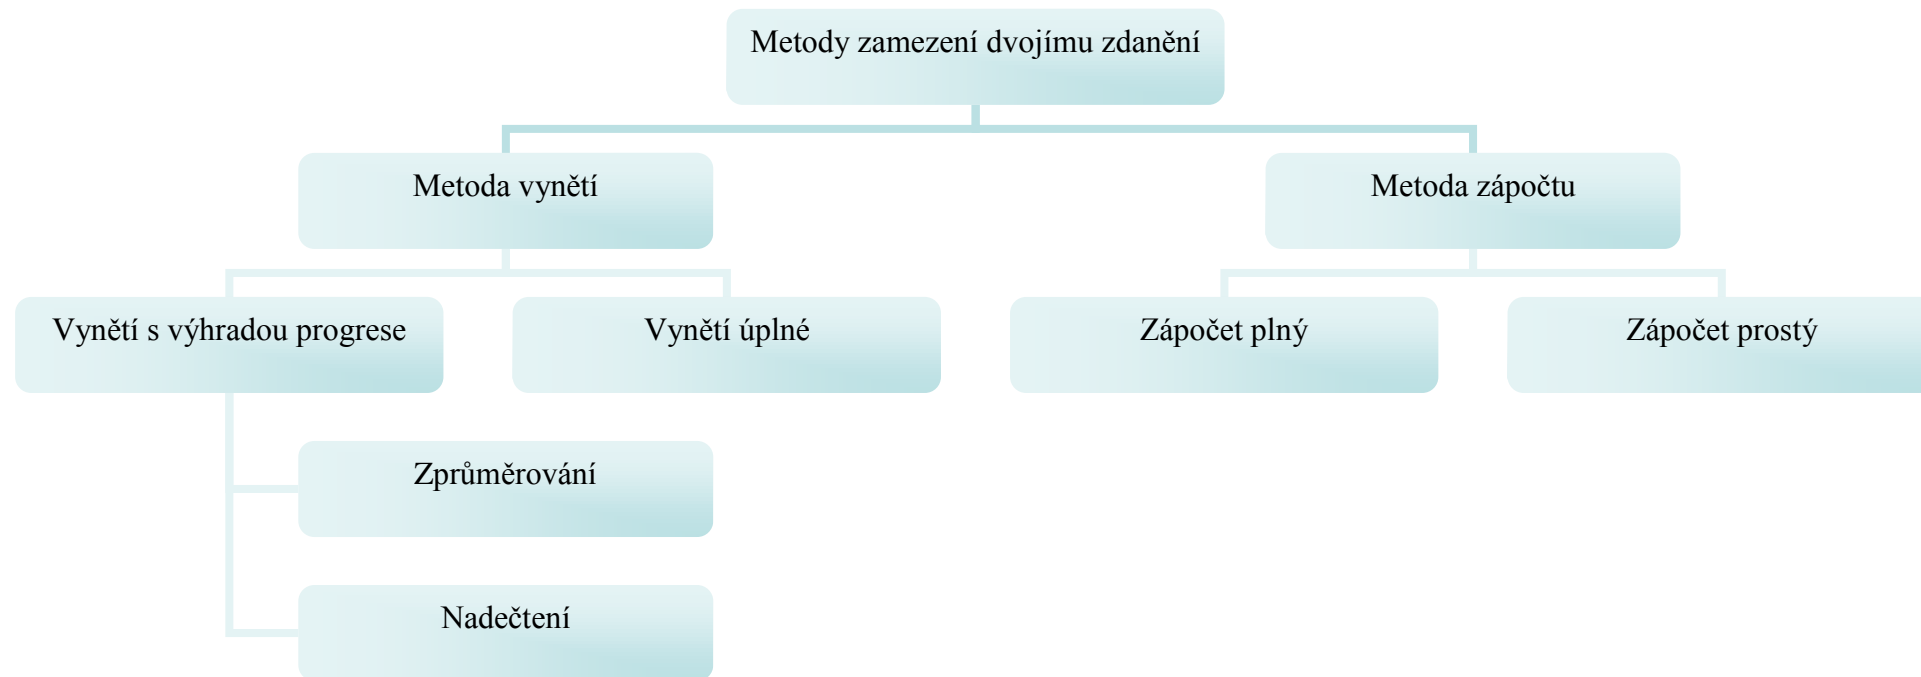 Metody zamezení dvojímu zdanění
Metoda vynětí
Metoda zápočtu
Vynětí s výhradou progrese
Vynětí úplné
Zápočet plný
Zápočet prostý
Zprůměrování
Nadečtení